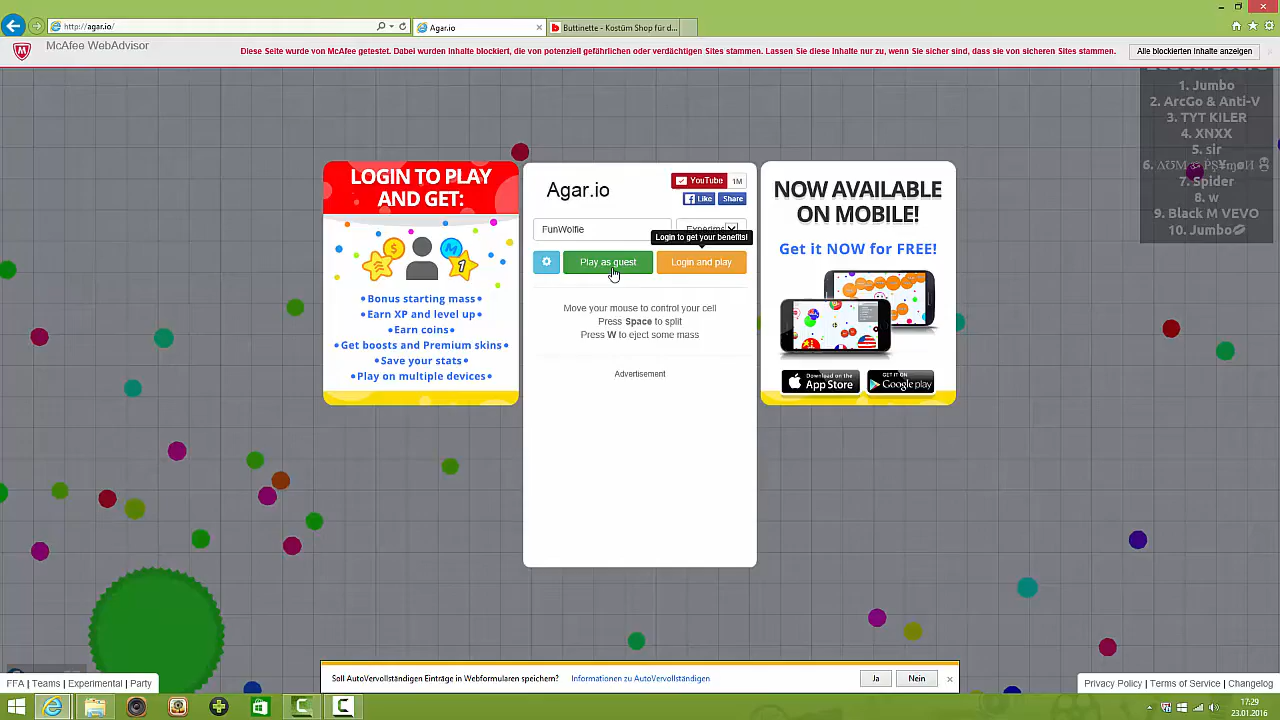 http://agar.io/
Agar.io
Buttinette - Kostüm Shop für d...
McAfee WebAdvisor
Diese Seite wurde von McAfee getestet. Dabei wurden Inhalte blockiert, die von potenziell gefährlichen oder verdächtigen Sites stammen. Lassen Sie diese Inhalte nur zu, wenn Sie sicher sind, dass sie von sicheren Sites stammen.
Alle blockierten Inhalte anzeigen
1. Jumbo
2. ArcGo & Anti-V
3. TYT KILER
4. XNXX
5. sir
6.
7. Spider
8. w
9. Black M VEVO
10. Jumbo
LOGIN TO PLAY
AND GET:
• Bonus starting mass •
• Earn XP and level up •
• Earn coins •
• Get boosts and Premium skins •
• Save your stats •
• Play on multiple devices •
Agar.io
YouTube 1M
Like Share
FunWolfie
Login to get your benefits!
Play as guest
Login and play
Move your mouse to control your cell
Press Space to split
Press W to eject some mass
Advertisement
NOW AVAILABLE
ON MOBILE!
Get it NOW for FREE!
Download on the
App Store
GET IT ON
Google play
FFA | Teams | Experimental | Party
Soll AutoVervollständigen Einträge in Webformularen speichern?
Informationen zu AutoVervollständigen
Ja
Nein
Privacy Policy | Terms of Service | Changelog
17:29
23.01.2016